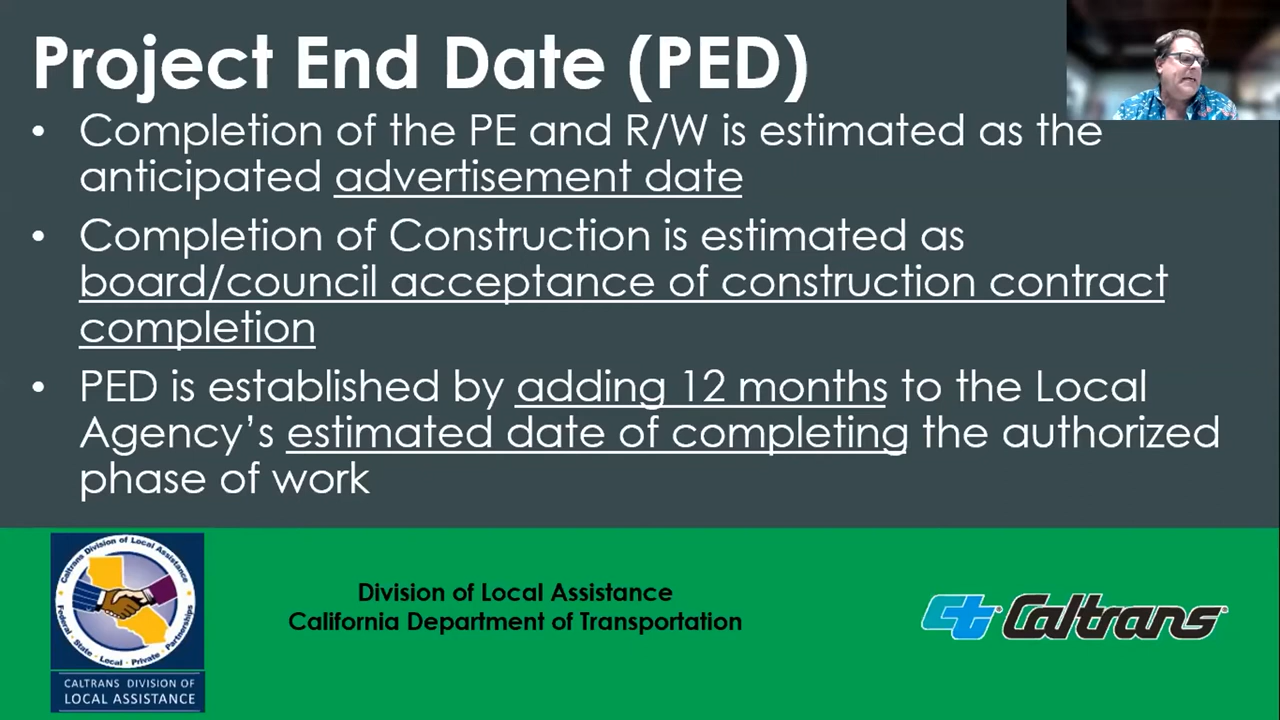 Project End Date (PED)
• Completion of the PE and R/W is estimated as the
anticipated advertisement date
• Completion of Construction is estimated as
board/council acceptance of construction contract
completion
• PED is established by adding 12 months to the Local
Agency’s estimated date of completing the authorized
phase of work
Caltrans Division of Local Assistance
Federal - State - Local - Private - Partnerships
CALTRANS DIVISION OF
LOCAL ASSISTANCE
Division of Local Assistance
California Department of Transportation
ct Caltrans